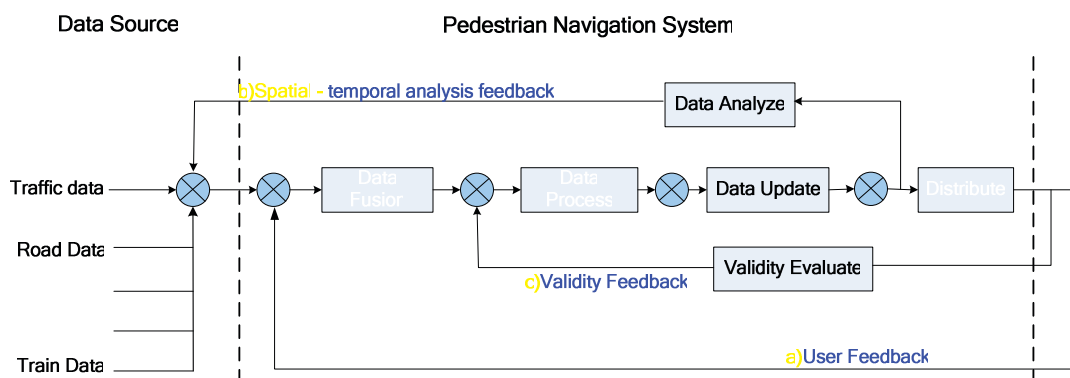 Data Source
Pedestrian Navigation System
b)Spatial - temporal analysis feedback
Data Analyze
Traffic data
Data
Fusion
Data
Process
Data Update
Distribute
Road Data
Validity Evaluate
c)Validity Feedback
a)User Feedback
Train Data